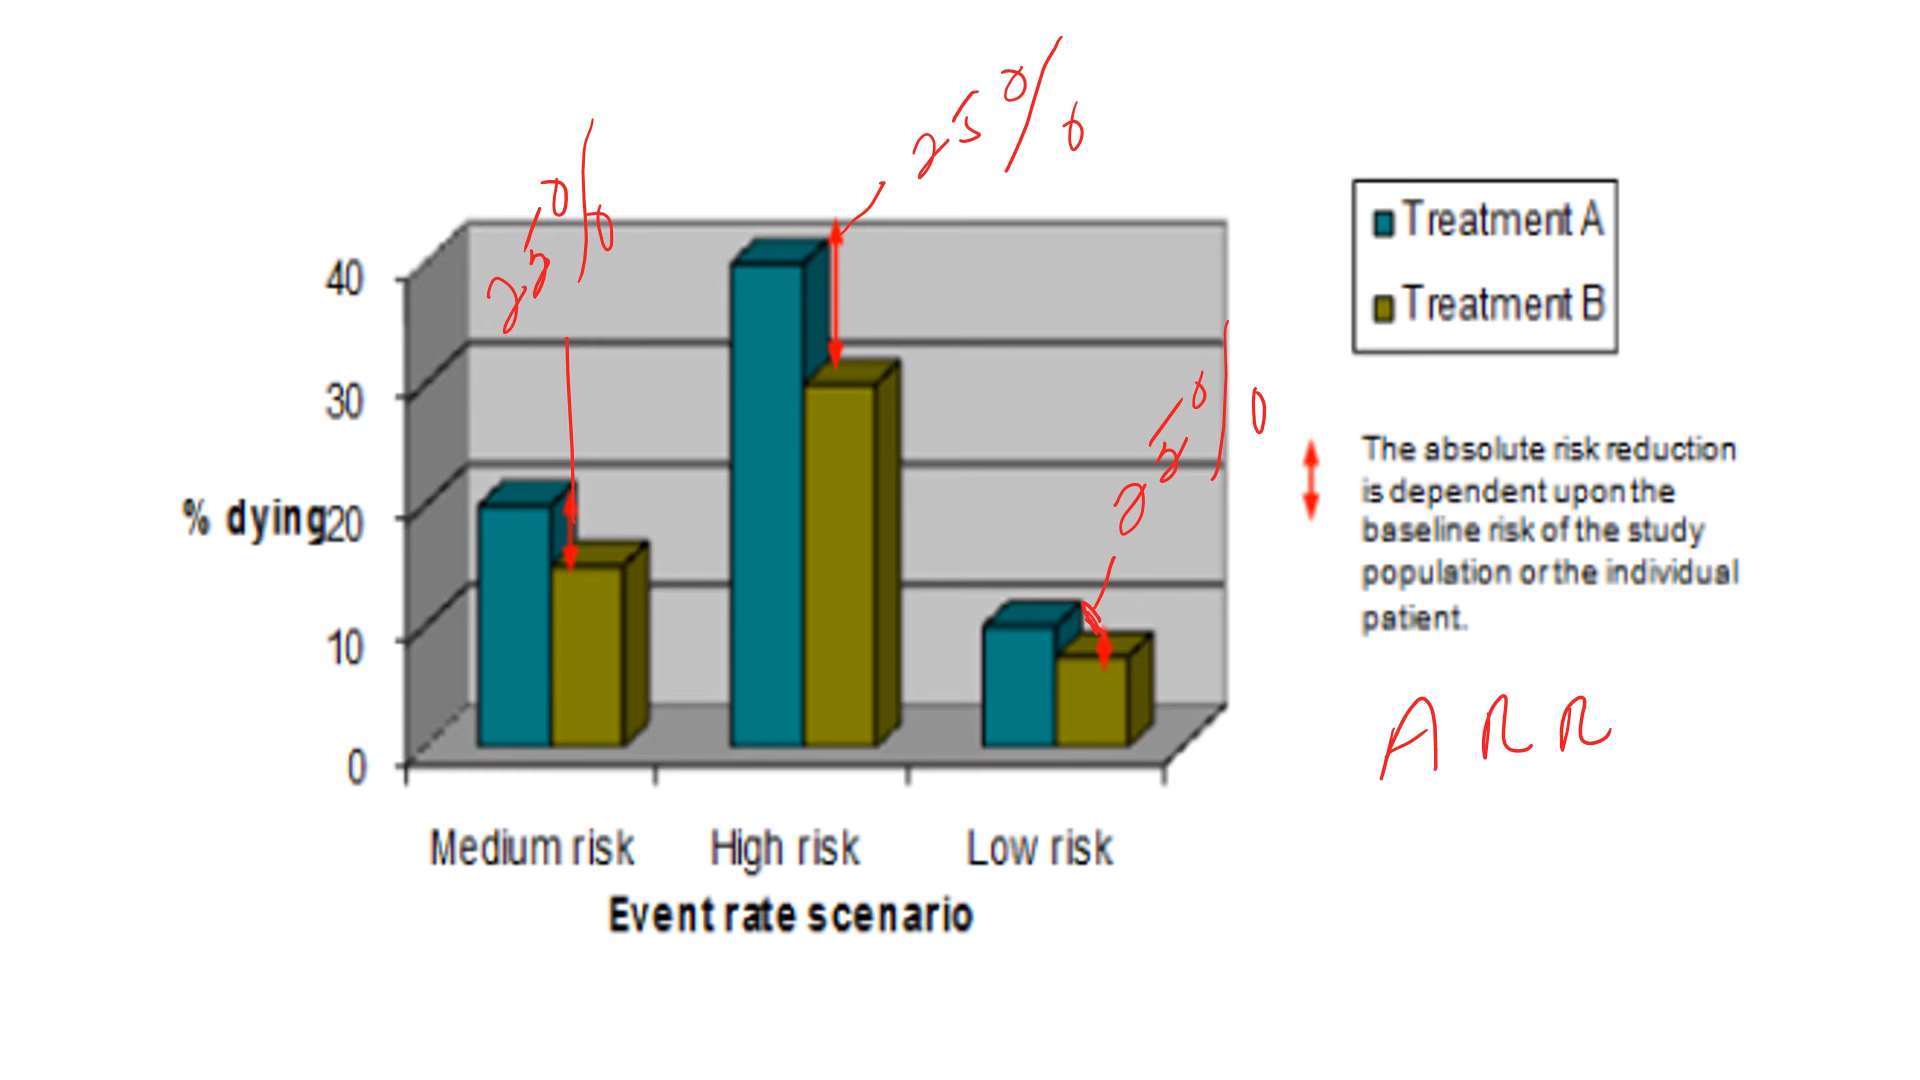 25%
25%
Treatment A
Treatment B
40
30
25%
% dying
20
10
0
The absolute risk reduction
is dependent upon the
baseline risk of the study
population or the individual
patient.
ARR
Medium risk
High risk
Low risk
Event rate scenario